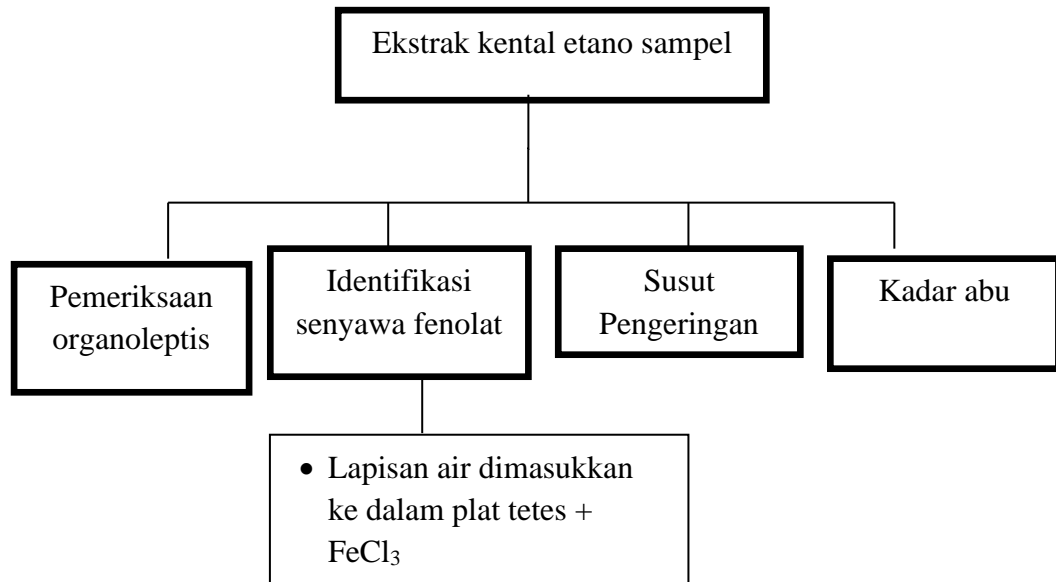 Ekstrak kental etano sampel
Pemeriksaan
organoleptis
Identifikasi
senyawa fenolat
Susut
Pengeringan
Kadar abu
• Lapisan air dimasukkan
ke dalam plat tetes +
FeCl₃